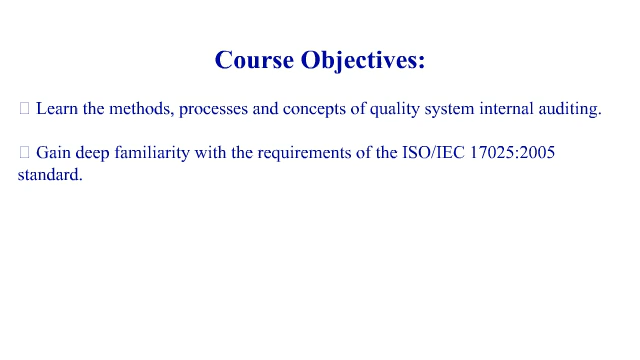 Course Objectives:
□ Learn the methods, processes and concepts of quality system internal auditing.
□ Gain deep familiarity with the requirements of the ISO/IEC 17025:2005
standard.